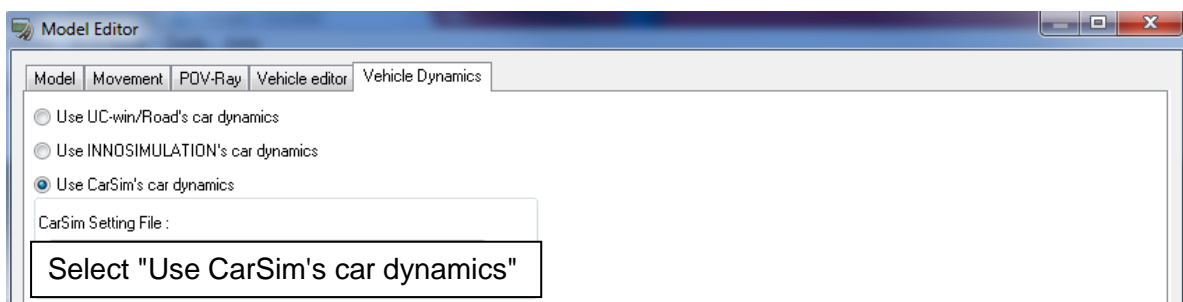 Model Editor
Model Movement POV-Ray Vehicle editor Vehicle Dynamics
Use UC-win/Road's car dynamics
Use INNOSIMULATION's car dynamics
Use CarSim's car dynamics
CarSim Setting File :
Select "Use CarSim's car dynamics"